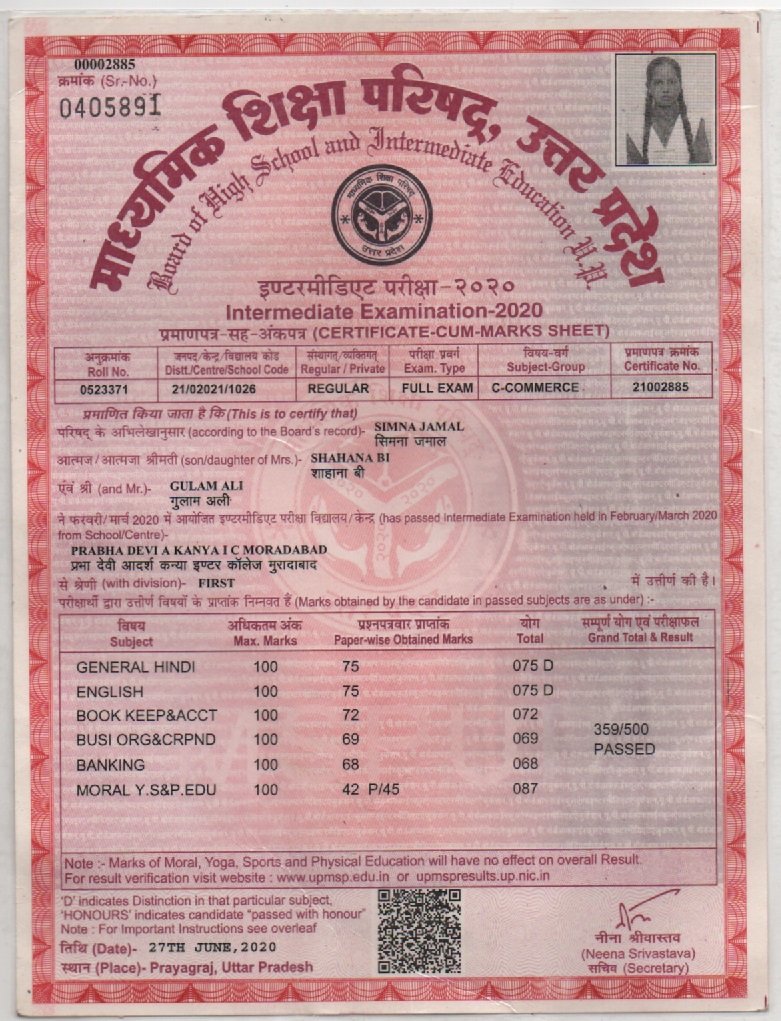 00002885
क्रमांक (Sr.-No.)
0405891
माध्यमिक शिक्षा परिषद्, उत्तर प्रदेश
Board of High School and Intermediate Education U.P.
माध्यमिक शिक्षा परिषद्
उत्तर प्रदेश
इण्टरमीडिएट परीक्षा-२०२०
Intermediate Examination-2020
प्रमाणपत्र-सह-अंकपत्र (CERTIFICATE-CUM-MARKS SHEET)
अनुक्रमांक जनपद/केन्द्र/विद्यालय कोड संस्थागत/व्यक्तिगत परीक्षा प्रवर्ग विषय-वर्ग प्रमाणपत्र क्रमांक
Roll No. Distt./Centre/School Code Regular / Private Exam. Type Subject-Group Certificate No.
0523371 21/02021/1026 REGULAR FULL EXAM C-COMMERCE 21002885
प्रमाणित किया जाता है कि (This is to certify that)
परिषद् के अभिलेखानुसार (according to the Board's record)- SIMNA JAMAL
सिमना जमाल
आत्मज/आत्मजा श्रीमती (son/daughter of Mrs.)- SHAHANA BI
शाहाना बी
एवं श्री (and Mr.)- GULAM ALI
गुलाम अली
ने फरवरी/मार्च 2020 में आयोजित इण्टरमीडिएट परीक्षा विद्यालय/केन्द्र (has passed Intermediate Examination held in February/March 2020
from School/Centre)-
PRABHA DEVI A KANYA I C MORADABAD
प्रभा देवी आदर्श कन्या इण्टर कॉलेज मुरादाबाद
से श्रेणी (with division)- FIRST में उत्तीर्ण की है।
परीक्षार्थी द्वारा उत्तीर्ण विषयों के प्राप्तांक निम्नवत हैं (Marks obtained by the candidate in passed subjects are as under) :-
विषय अधिकतम अंक प्रश्नपत्रवार प्राप्तांक योग सम्पूर्ण योग एवं परीक्षाफल
Subject Max. Marks Paper-wise Obtained Marks Total Grand Total & Result
GENERAL HINDI 100 75 075 D
ENGLISH 100 75 075 D
BOOK KEEP&ACCT 100 72 072
BUSI ORG&CRPND 100 69 069
359/500
PASSED
BANKING 100 68 068
MORAL Y.S&P.EDU 100 42 P/45 087
Note :- Marks of Moral, Yoga, Sports and Physical Education will have no effect on overall Result.
For result verification visit website : www.upmsp.edu.in or upmspresults.up.nic.in
'D' indicates Distinction in that particular subject,
'HONOURS' indicates candidate "passed with honour"
Note : For Important Instructions see overleaf
तिथि (Date)- 27TH JUNE,2020
स्थान (Place)- Prayagraj, Uttar Pradesh
नीना श्रीवास्तव
(Neena Srivastava)
सचिव (Secretary)